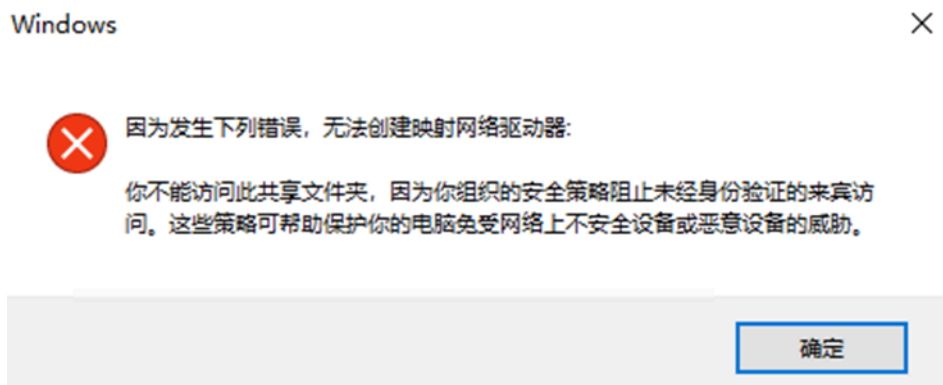 Windows
因为发生下列错误，无法创建映射网络驱动器:
你不能访问此共享文件夹，因为你组织的安全策略阻止未经身份验证的来宾访
问。这些策略可帮助保护你的电脑免受网络上不安全设备或恶意设备的威胁。
确定